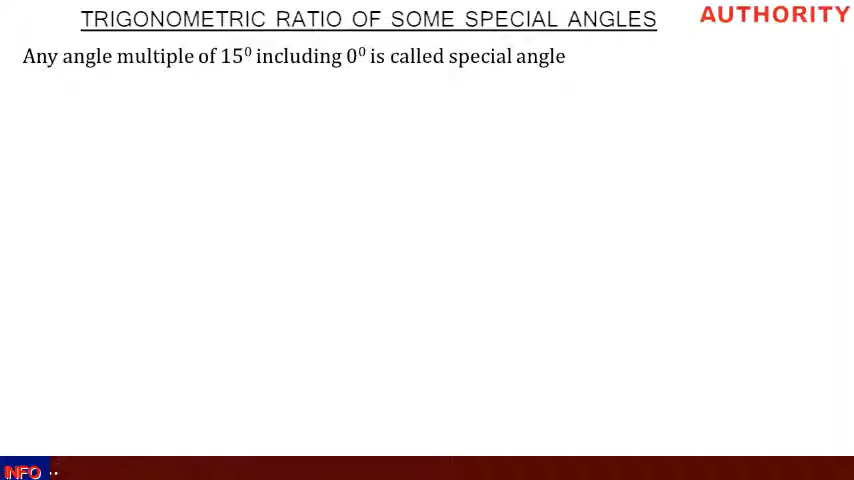 TRIGONOMETRIC RATIO OF SOME SPECIAL ANGLES
AUTHORITY
Any angle multiple of 15⁰ including 0⁰ is called special angle
INFO ..